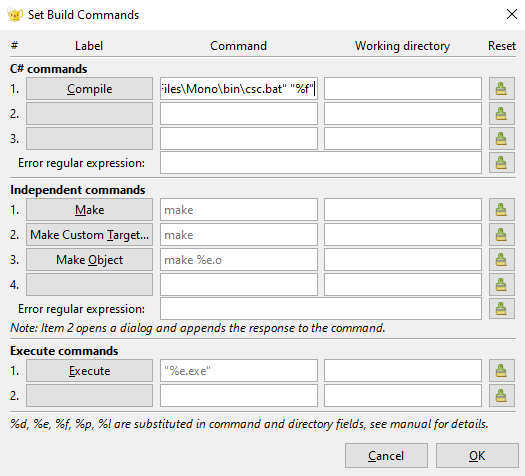 Set Build Commands
# Label Command Working directory Reset
C# commands
1. Compile Files\Mono\bin\csc.bat" "%f"
2.
3.
Error regular expression:
Independent commands
1. Make make
2. Make Custom Target... make
3. Make Object make %e.o
4.
Error regular expression:
Note: Item 2 opens a dialog and appends the response to the command.
Execute commands
1. Execute "%e.exe"
2.
%d, %e, %f, %p, %l are substituted in command and directory fields, see manual for details.
Cancel OK